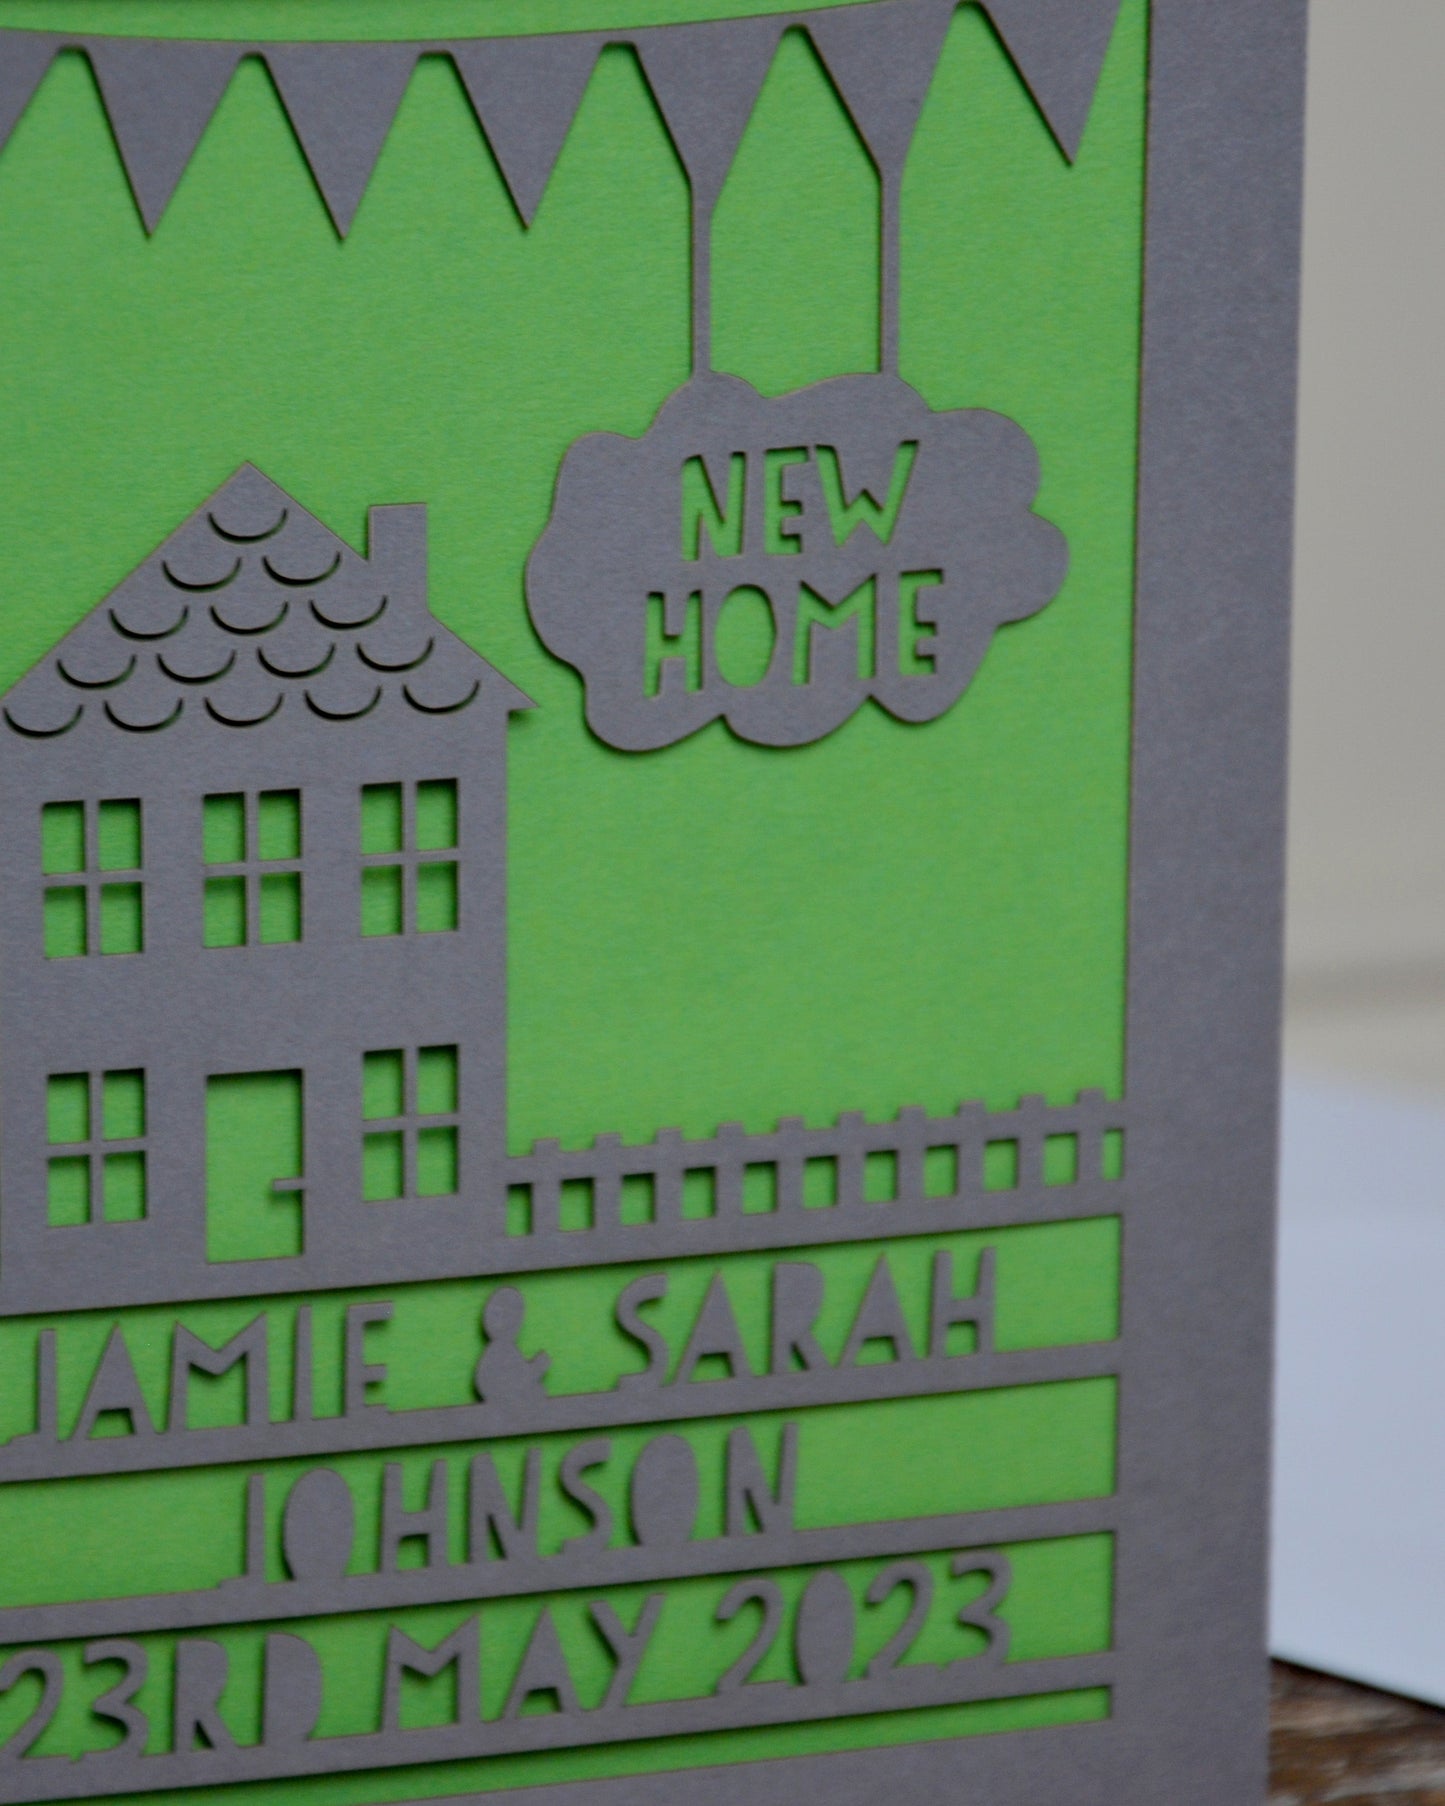 NEW
HOME
JAMIE & SARAH
JOHNSON
23RD MAY 2023